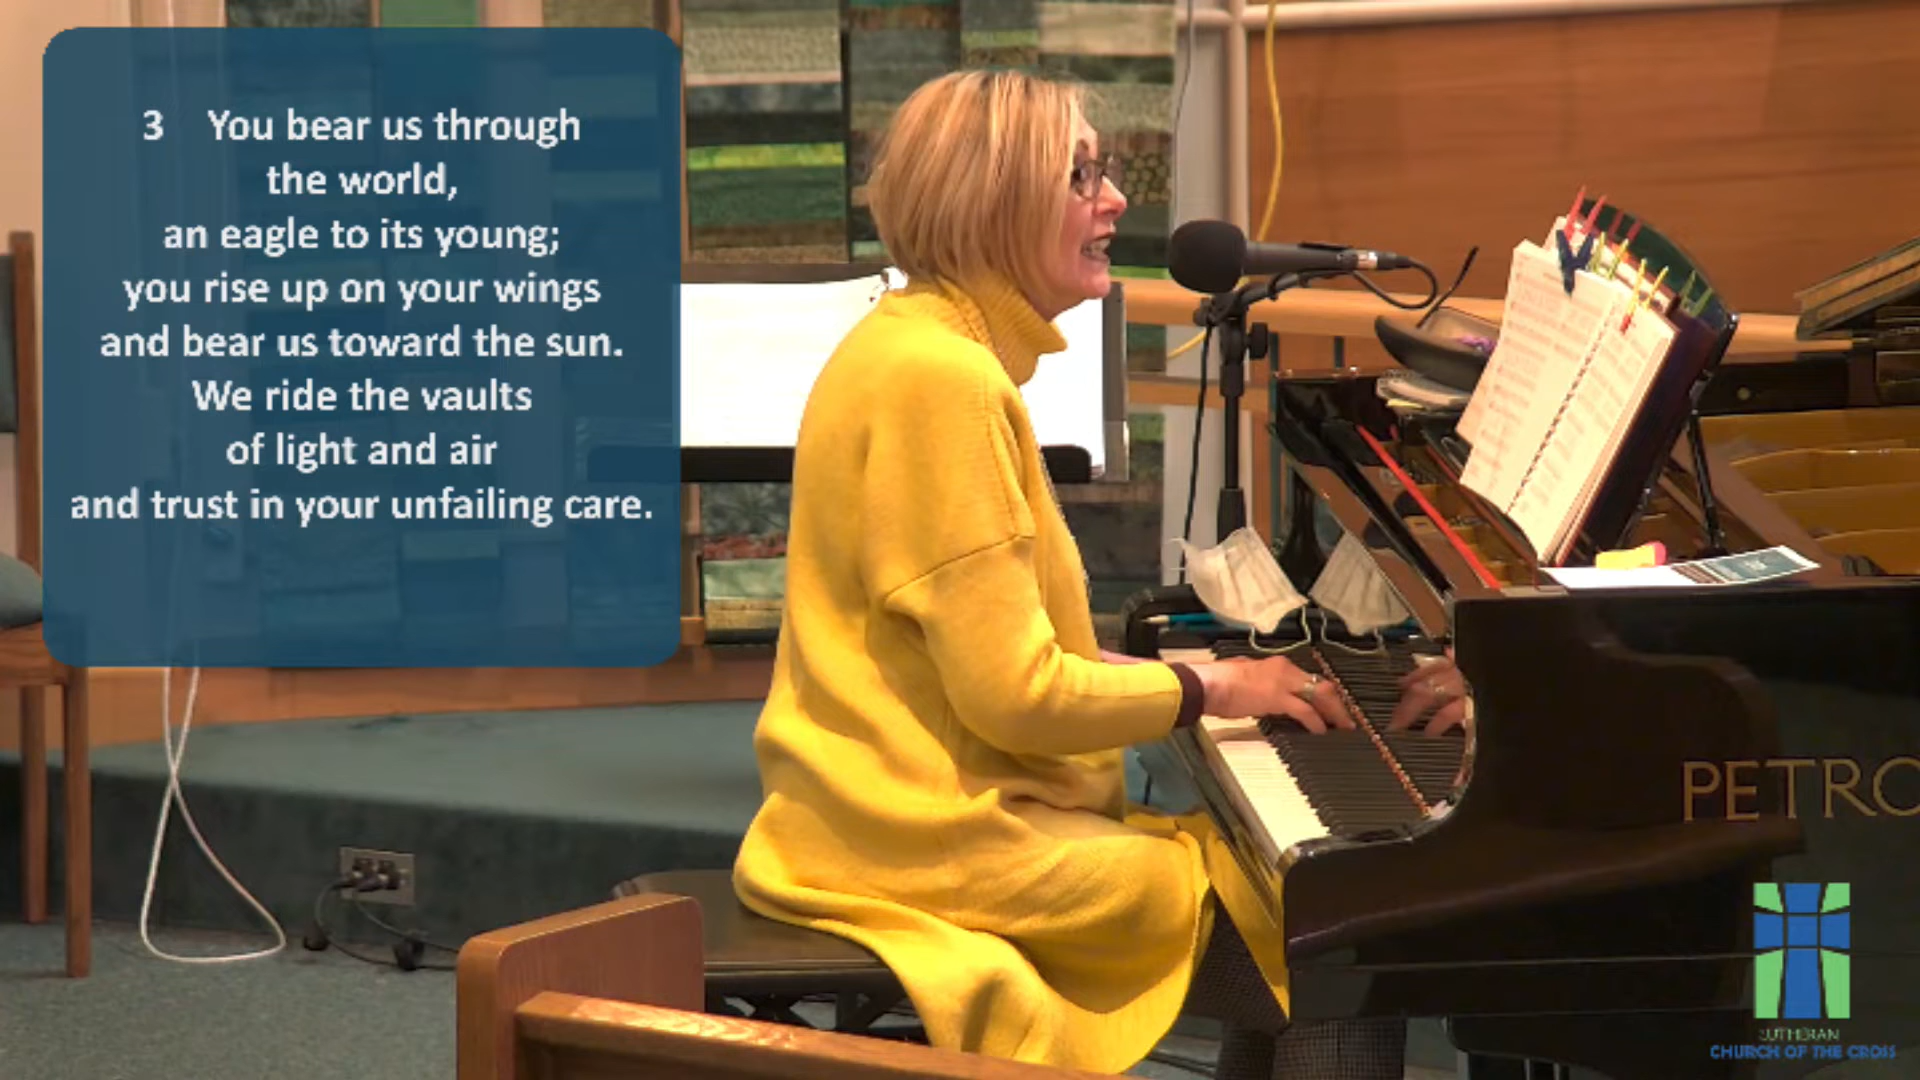 3 You bear us through
the world,
an eagle to its young;
you rise up on your wings
and bear us toward the sun.
We ride the vaults
of light and air
and trust in your unfailing care.
PETRO
LUTHERAN
CHURCH OF THE CROSS